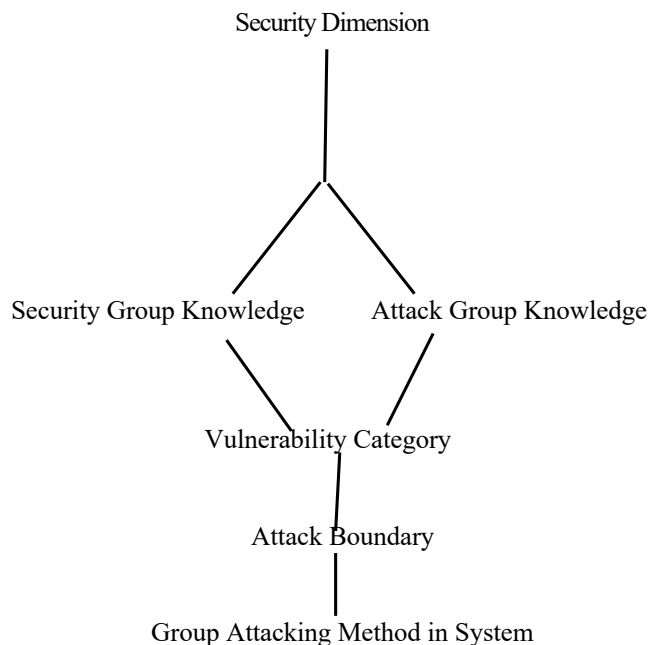 Security Dimension
Security Group Knowledge
Attack Group Knowledge
Vulnerability Category
Attack Boundary
Group Attacking Method in System